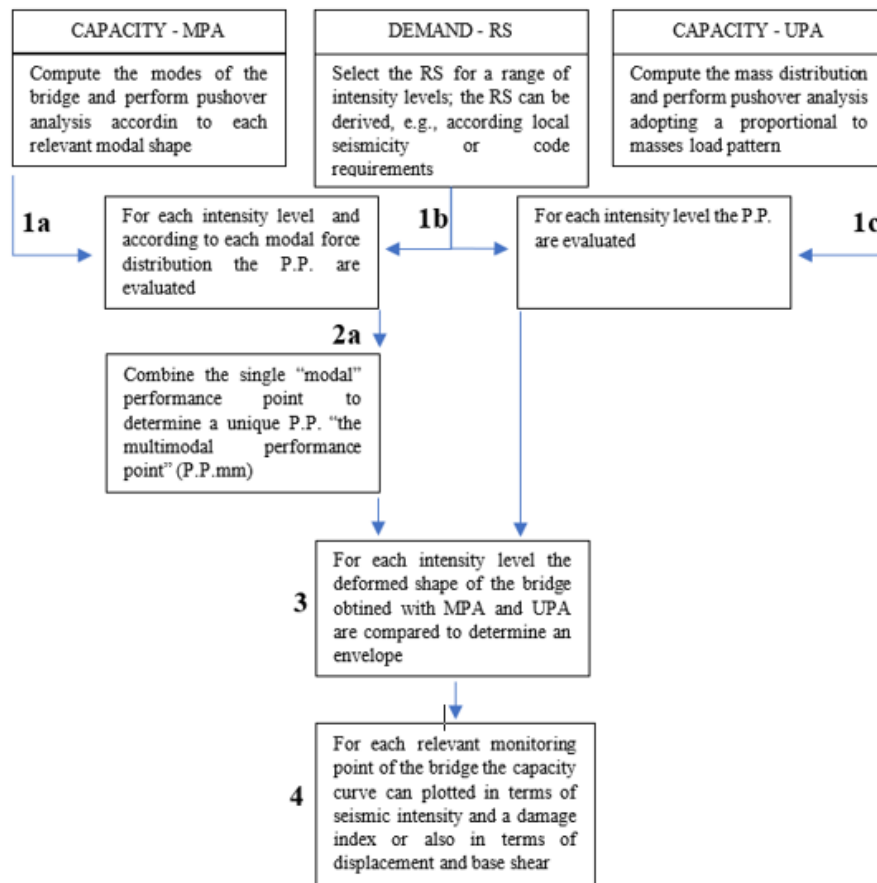 CAPACITY - MPA
Compute the modes of the
bridge and perform pushover
analysis accordin to each
relevant modal shape
DEMAND - RS
Select the RS for a range of
intensity levels; the RS can be
derived, e.g., according local
seismicity or code
requirements
CAPACITY - UPA
Compute the mass distribution
and perform pushover analysis
adopting a proportional to
masses load pattern
1a
For each intensity level and
according to each modal force
distribution the P.P. are
evaluated
1b
For each intensity level the P.P.
are evaluated
1c
2a
Combine the single “modal”
performance point to
determine a unique P.P. “the
multimodal performance
point” (P.P.mm)
3
For each intensity level the
deformed shape of the bridge
obtined with MPA and UPA
are compared to determine an
envelope
4
For each relevant monitoring
point of the bridge the capacity
curve can plotted in terms of
seismic intensity and a damage
index or also in terms of
displacement and base shear